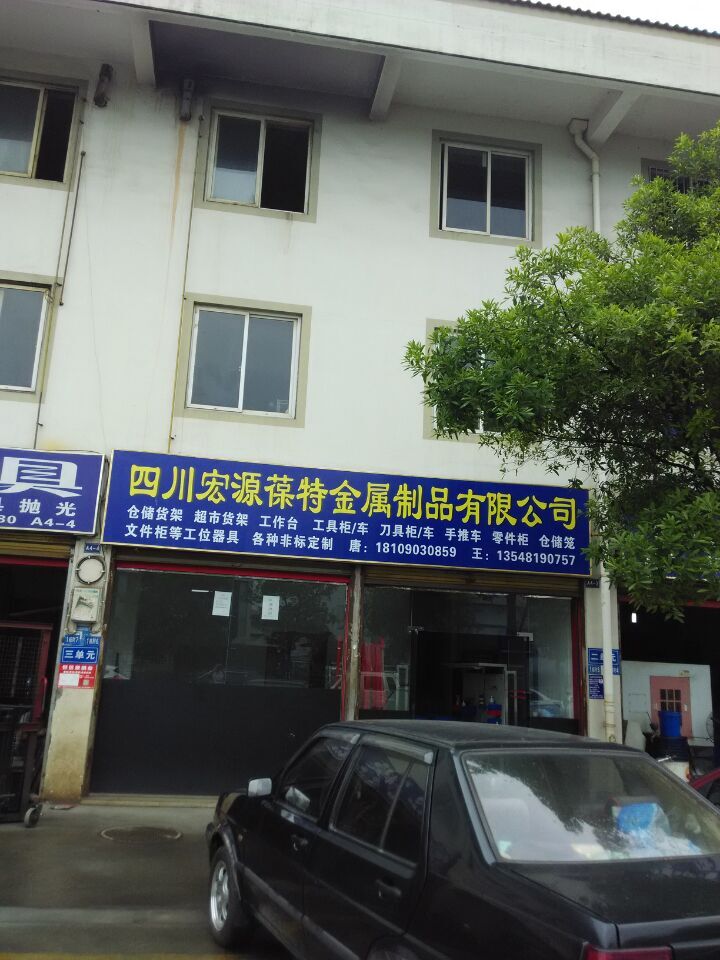 四川宏源葆特金属制品有限公司
仓储货架 超市货架 工作台 工具柜/车 刀具柜/车 手推车 零件柜 仓储笼
文件柜等工位器具 各种非标定制 唐：18109030859 王：13548190757
具
抛光
80 A4-4
A4-4
三单元